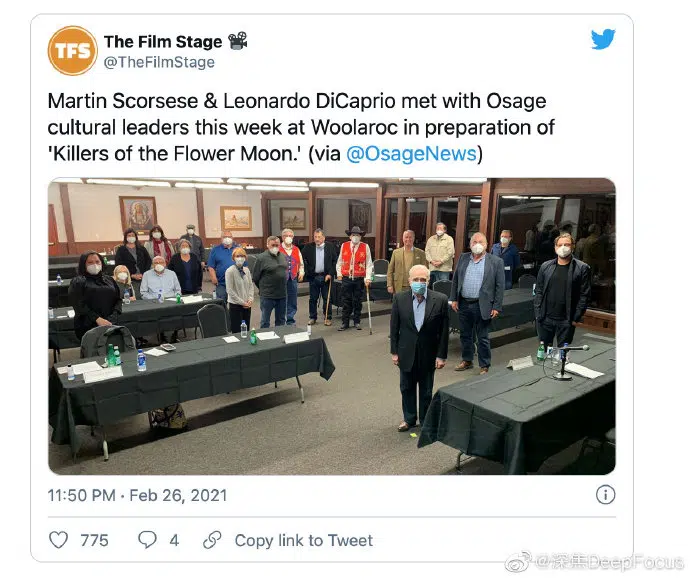 TFS
The Film Stage
@TheFilmStage
Martin Scorsese & Leonardo DiCaprio met with Osage
cultural leaders this week at Woolaroc in preparation of
'Killers of the Flower Moon.' (via @OsageNews)
11:50 PM · Feb 26, 2021
775
4
Copy link to Tweet
@深焦DeepFocus